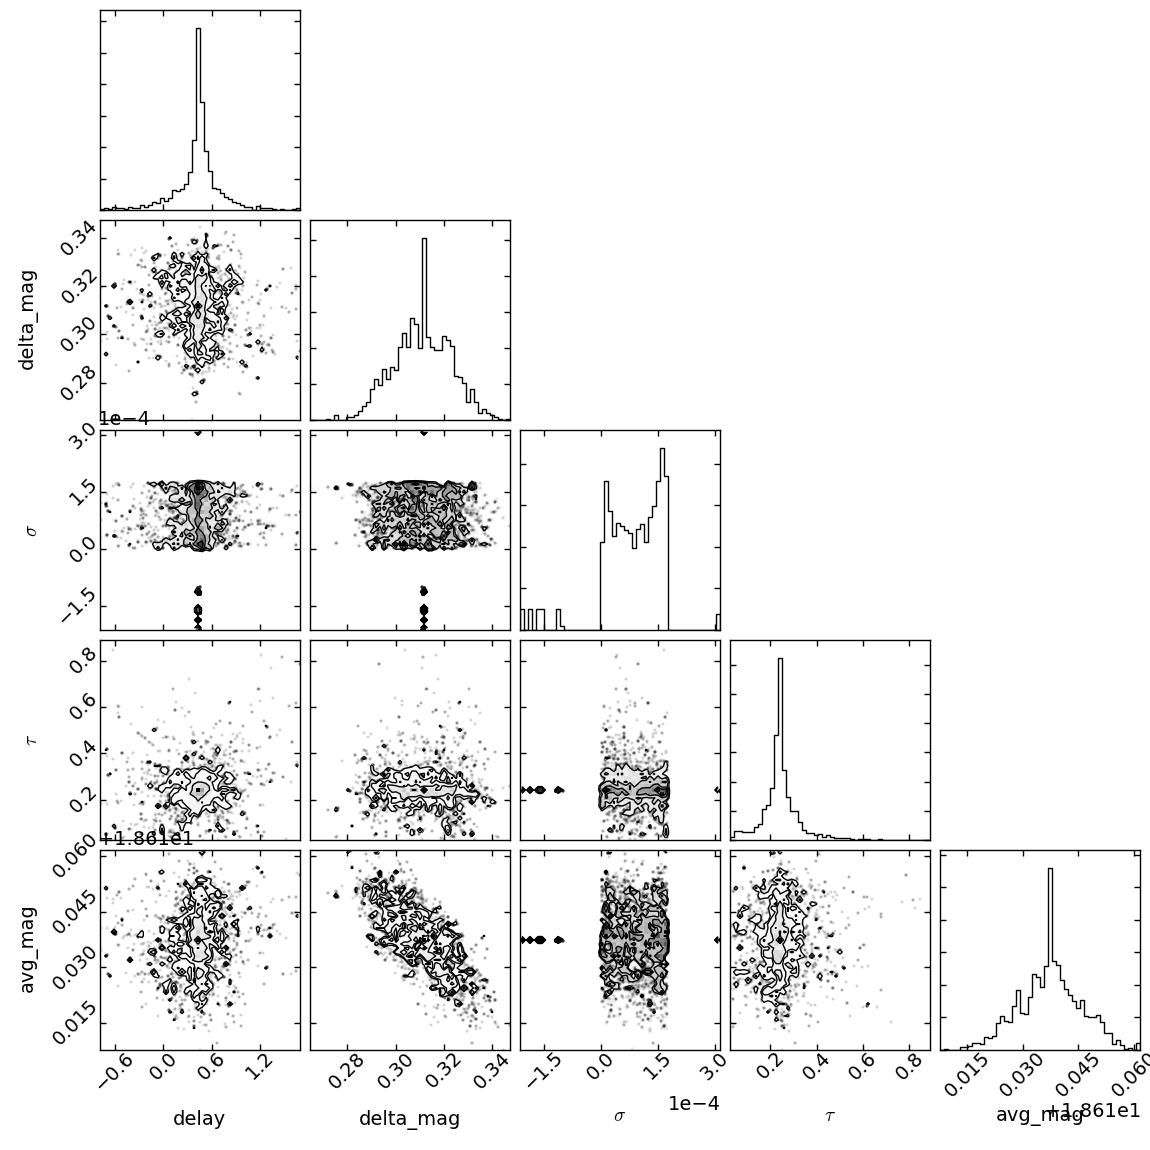 delta_mag
0.34
0.32
0.30
0.28
1e−4
σ
3.0
1.5
0.0
−1.5
τ
0.8
0.6
0.4
0.2
+1.861e1
avg_mag
0.060
0.045
0.030
0.015
−0.6 0.0 0.6 1.2
0.28 0.30 0.32 0.34
−1.5 0.0 1.5 3.0
0.2 0.4 0.6 0.8
0.015 0.030 0.045 0.060
1e−4
+1.861e1
delay delta_mag σ τ avg_mag